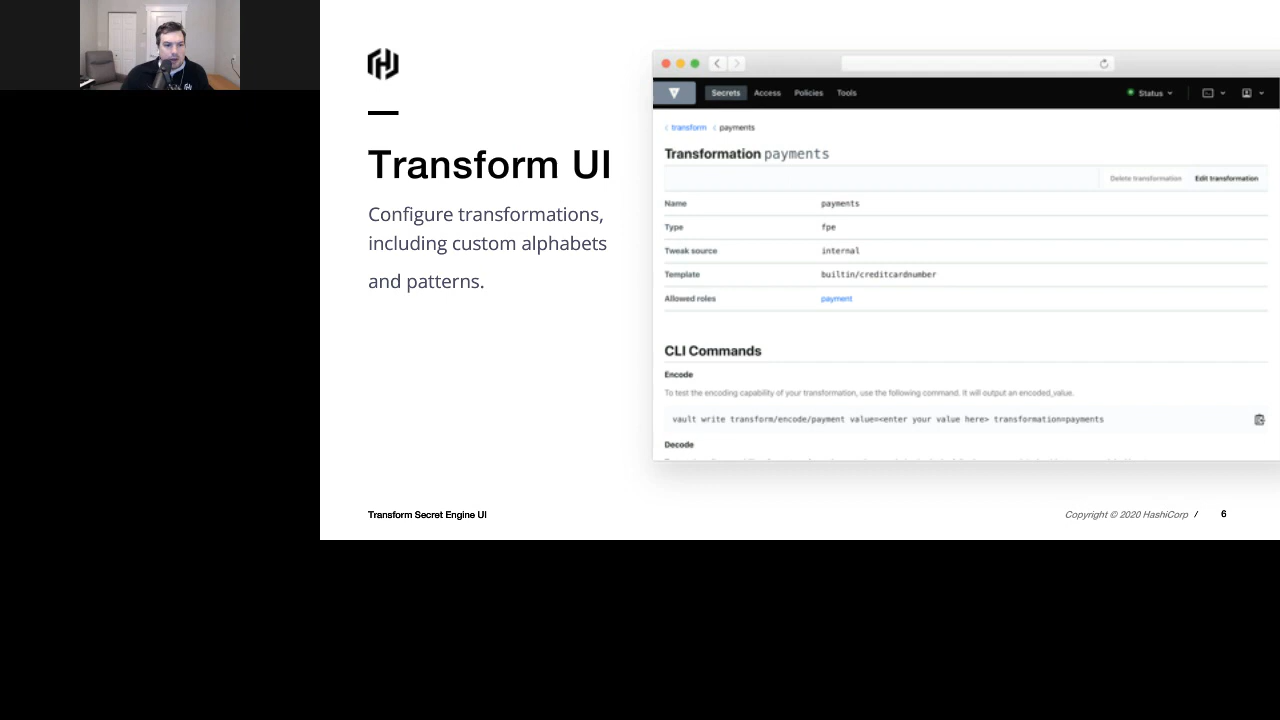 Transform UI
Configure transformations,
including custom alphabets
and patterns.
Secrets Access Policies Tools Status
transform payments
Transformation payments
Delete transformation Edit transformation
Name payments
Type fpe
Tweak source internal
Template builtin/creditcardnumber
Allowed roles payment
CLI Commands
Encode
To test the encoding capability of your transformation, use the following command. It will output an encoded_value.
vault write transform/encode/payment value=<enter your value here> transformation=payments
Decode
Transform Secret Engine UI
Copyright © 2020 HashiCorp / 6